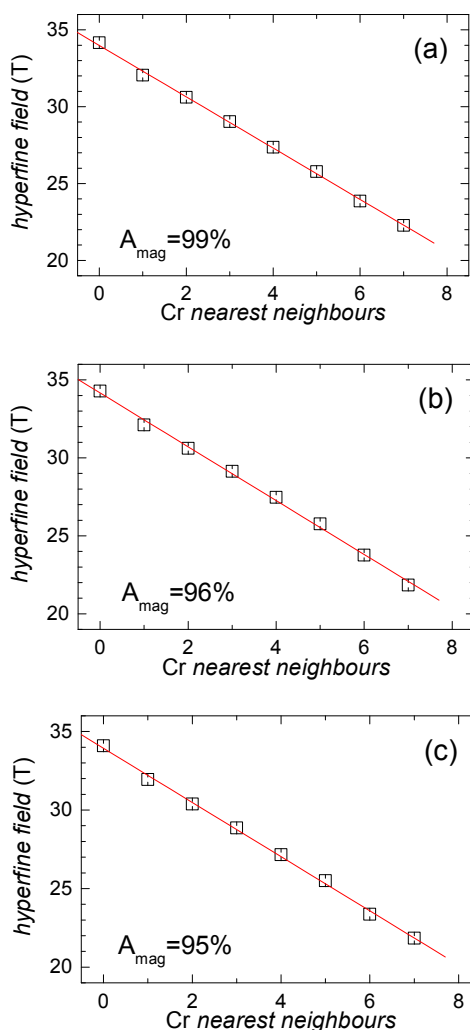 (a)
35
30
25
20
hyperfine field (T)
A_mag=99%
0 2 4 6 8
Cr nearest neighbours
(b)
35
30
25
20
hyperfine field (T)
A_mag=96%
0 2 4 6 8
Cr nearest neighbours
(c)
35
30
25
20
hyperfine field (T)
A_mag=95%
0 2 4 6 8
Cr nearest neighbours